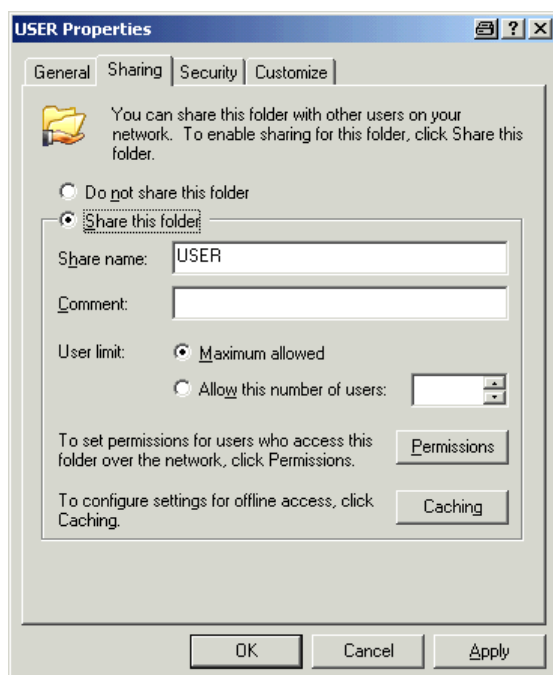 USER Properties
General Sharing Security Customize
You can share this folder with other users on your
network. To enable sharing for this folder, click Share this
folder.
Do not share this folder
Share this folder
Share name: USER
Comment:
User limit: Maximum allowed
Allow this number of users:
To set permissions for users who access this
folder over the network, click Permissions.
Permissions
To configure settings for offline access, click
Caching.
Caching
OK Cancel Apply